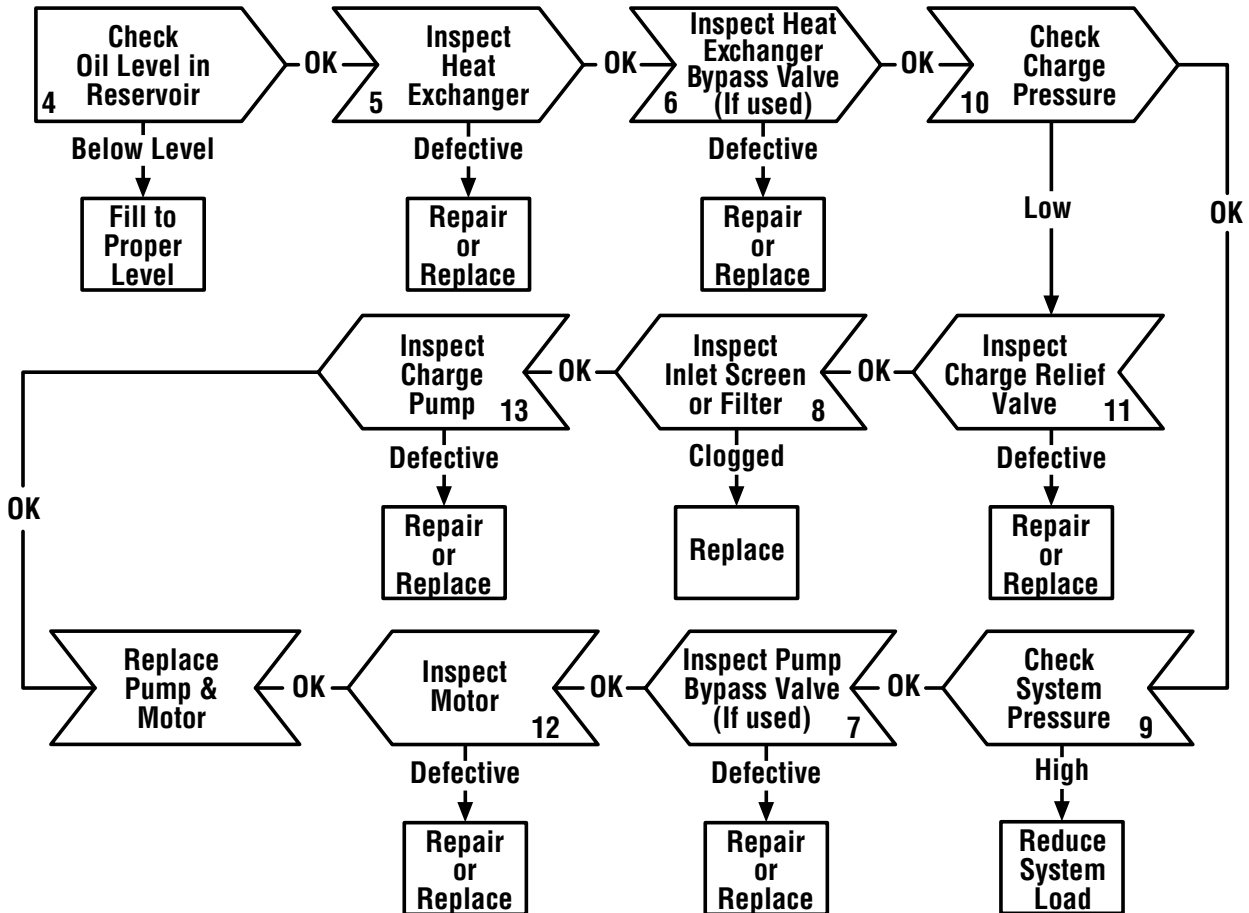 Check
Oil Level in
Reservoir
4
OK
Inspect
Heat
Exchanger
5
OK
Inspect Heat
Exchanger
Bypass Valve
(If used)
6
OK
Check
Charge
Pressure
10
Below Level
Defective
Defective
Low
OK
Fill to
Proper
Level
Repair
or
Replace
Repair
or
Replace
Inspect
Charge
Pump
13
OK
Inspect
Inlet Screen
or Filter
8
OK
Inspect
Charge Relief
Valve
11
Defective
Clogged
Defective
OK
Repair
or
Replace
Replace
Repair
or
Replace
Replace
Pump &
Motor
OK
Inspect
Motor
12
OK
Inspect Pump
Bypass Valve
(If used)
7
OK
Check
System
Pressure
9
Defective
Defective
High
Repair
or
Replace
Repair
or
Replace
Reduce
System
Load